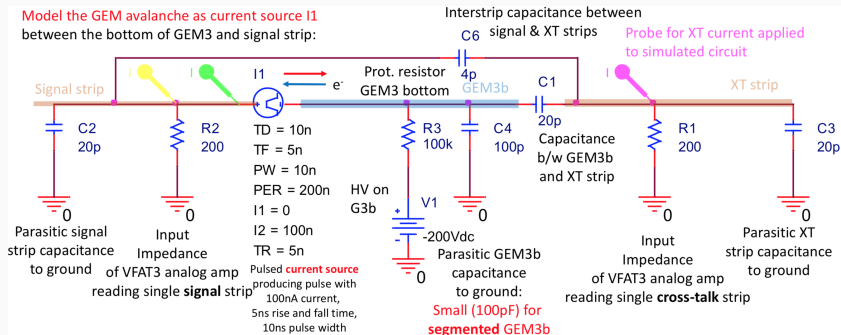 Model the GEM avalanche as current source I1
between the bottom of GEM3 and signal strip:
Interstrip capacitance between
signal & XT strips
Probe for XT current applied
to simulated circuit
C6
4p
Signal strip
I
I
I1
e-
Prot. resistor
GEM3 bottom
GEM3b
C1
20p
I
XT strip
C2
20p
R2
200
TD = 10n
TF = 5n
PW = 10n
PER = 200n
I1 = 0
I2 = 100n
TR = 5n
R3
100k
C4
100p
Capacitance
b/w GEM3b
and XT strip
R1
200
C3
20p
HV on
G3b
V1
-200Vdc
0
0
0
0
0
0
Parasitic signal
strip capacitance
to ground
Input
Impedance
of VFAT3 analog amp
reading single signal strip
Pulsed current source
producing pulse with
100nA current,
5ns rise and fall time,
10ns pulse width
Parasitic GEM3b
capacitance
to ground:
Small (100pF) for
segmented GEM3b
Input
Impedance
of VFAT3 analog amp
reading single cross-talk strip
Parasitic XT
strip capacitance
to ground